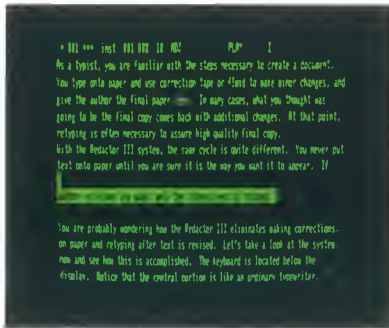 As a typist, you are familiar with the steps necessary to create a document.
You type onto paper and use correction tape or fluid to make minor changes, and
give the author the final paper In many cases, what you thought was
going to be the final copy comes back with additional changes. At that point,
retyping is often necessary to assure high quality final copy.
With the Redactor III system, the same cycle is quite different. You never put
text onto paper until you are sure it is the way you want it to appear. If
You are probably wondering how the Redactor III eliminates making corrections
on paper and retyping after text is revised. Let's take a look at the system
now and see how this is accomplished. The keyboard is located below the
display. Notice that the central portion is like an ordinary typewriter.